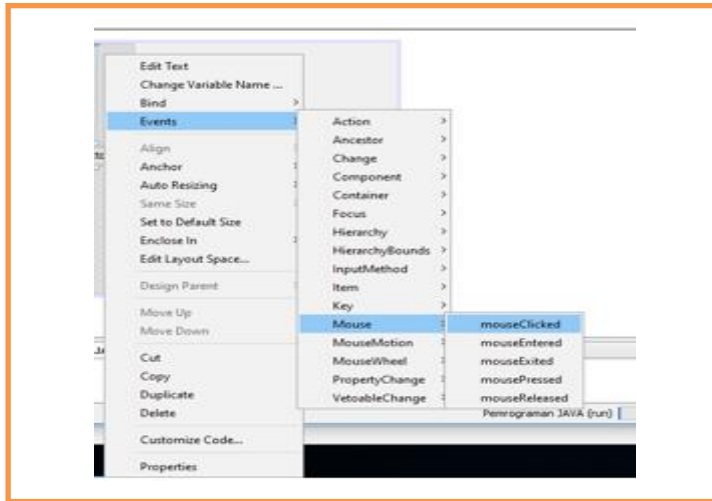 Edit Text
Change Variable Name ...
Bind
Events
Align
Anchor
Auto Resizing
Same Size
Set to Default Size
Enclose In
Edit Layout Space...
Design Parent
Move Up
Move Down
Cut
Copy
Duplicate
Delete
Customize Code...
Properties
Action
Ancestor
Change
Component
Container
Focus
Hierarchy
HierarchyBounds
InputMethod
Item
Key
Mouse
MouseMotion
MouseWheel
PropertyChange
VetoableChange
mouseClicked
mouseEntered
mouseExited
mousePressed
mouseReleased
Pemrograman JAVA (run)